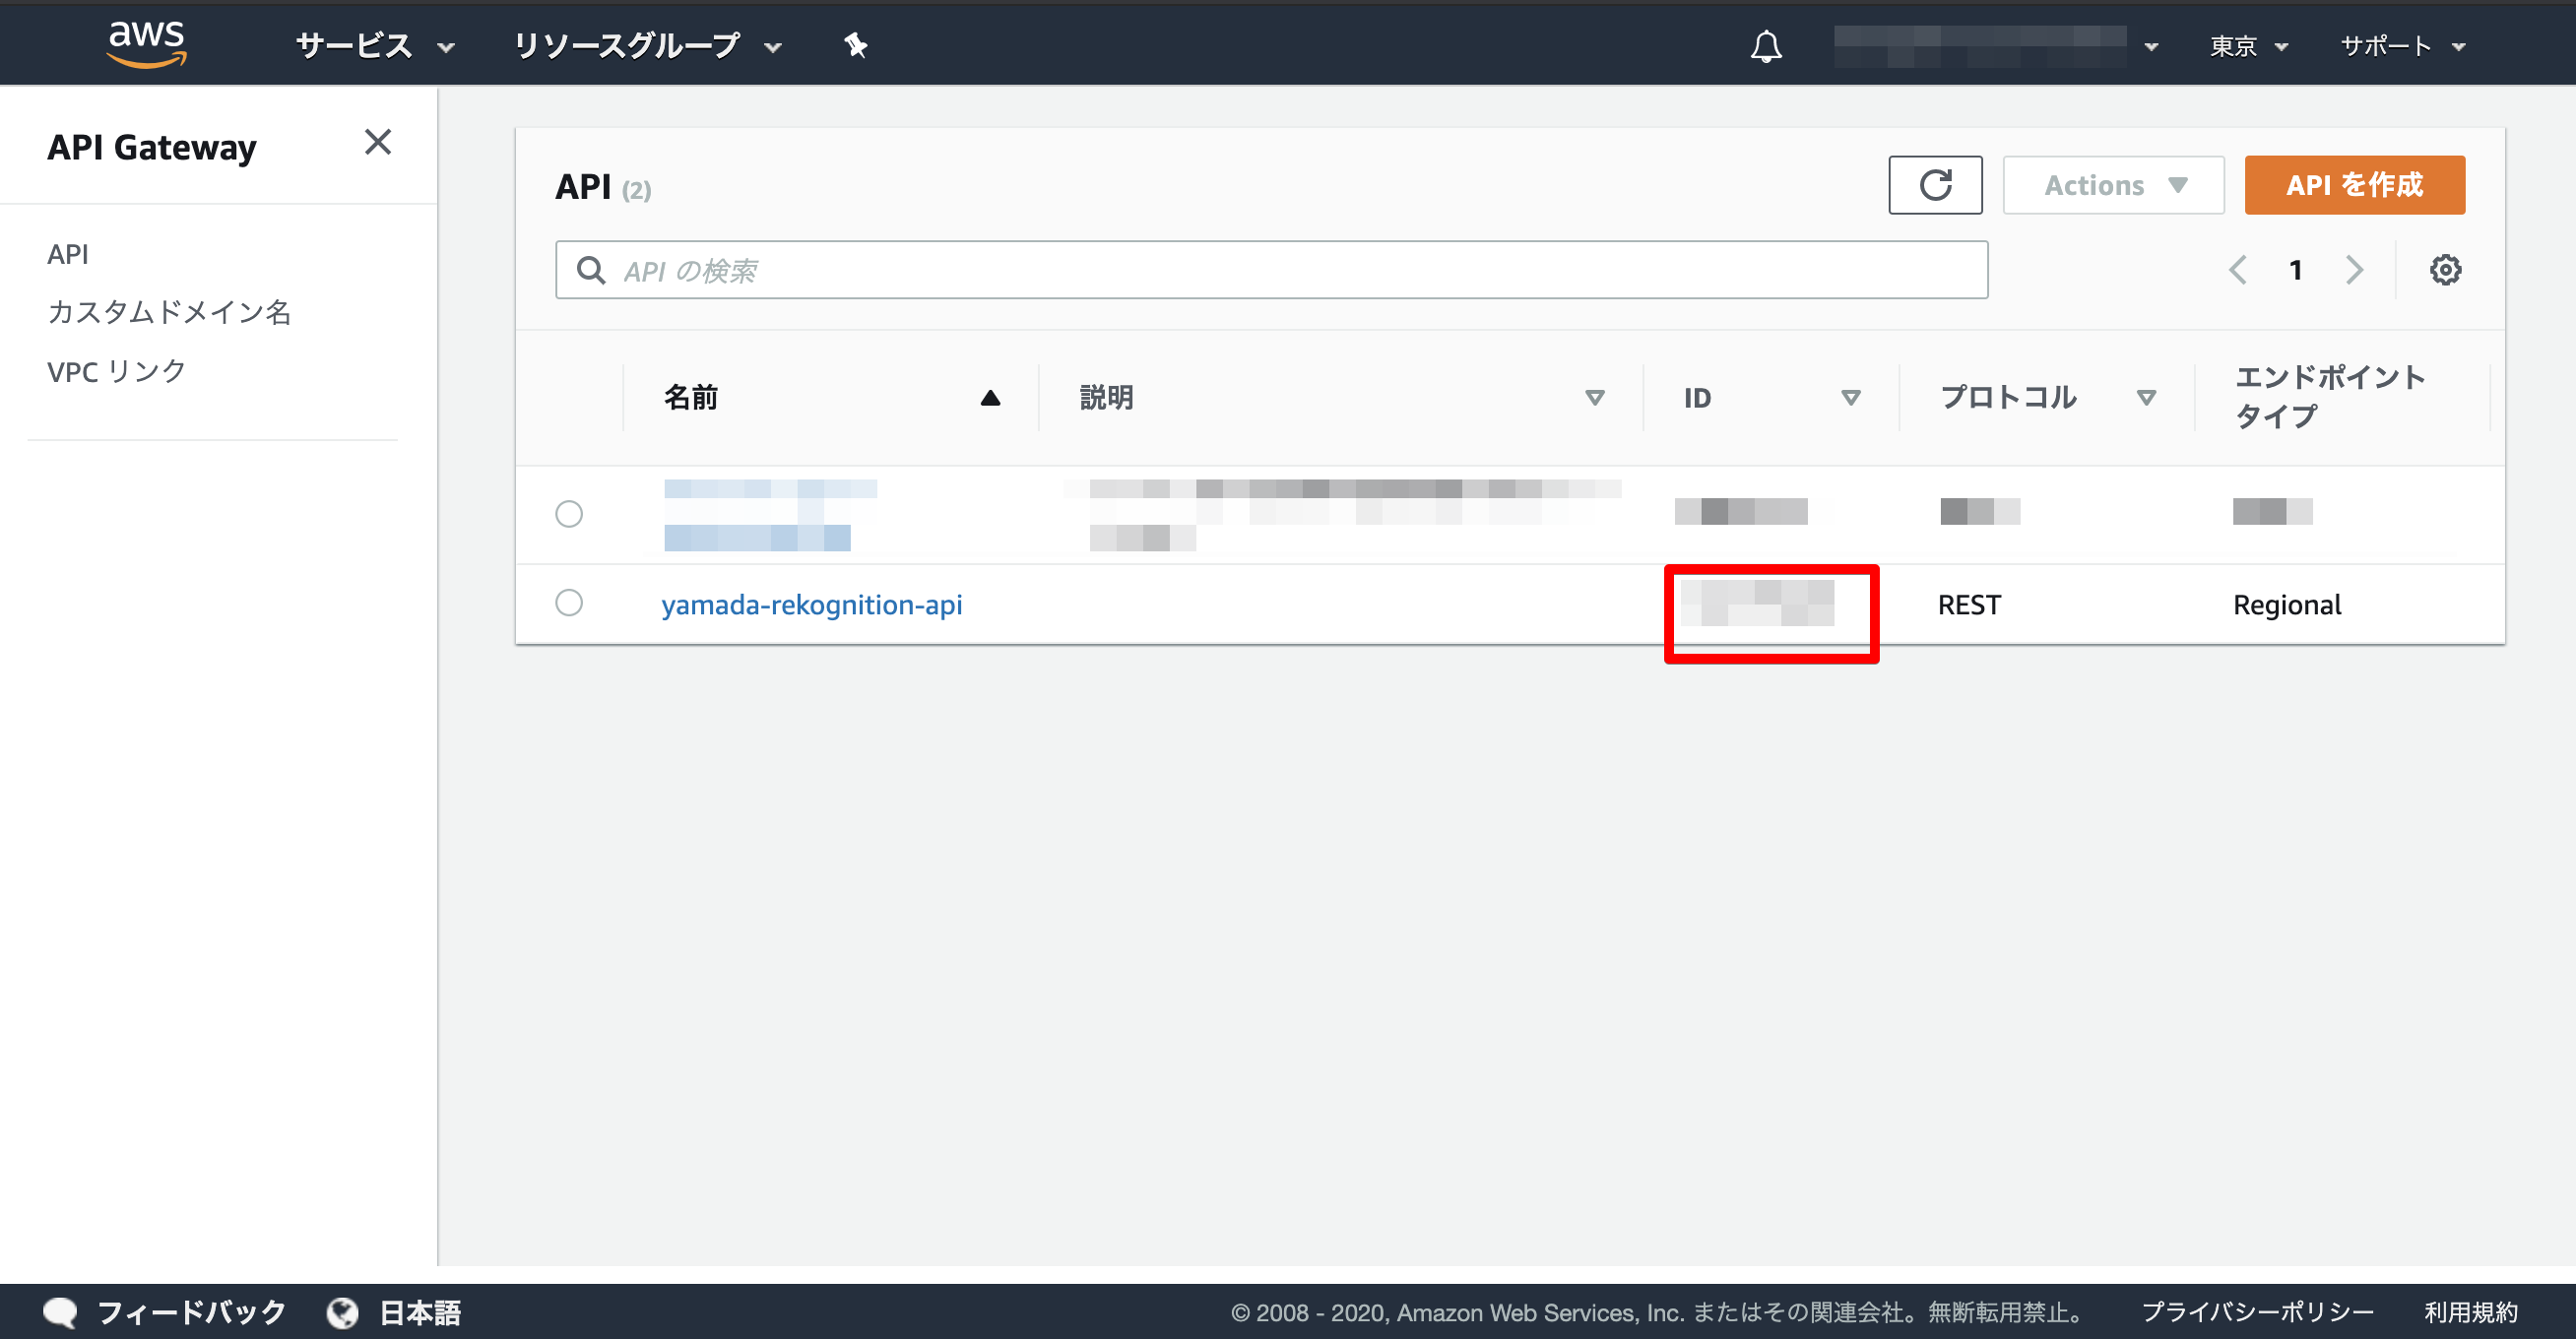 aws サービス リソースグループ 東京 サポート
API Gateway
API
カスタムドメイン名
VPC リンク
API (2) Actions API を作成
API の検索 1
名前 説明 ID プロトコル エンドポイント
タイプ
yamada-rekognition-api REST Regional
フィードバック 日本語 © 2008 - 2020, Amazon Web Services, Inc. またはその関連会社。無断転用禁止。 プライバシーポリシー 利用規約